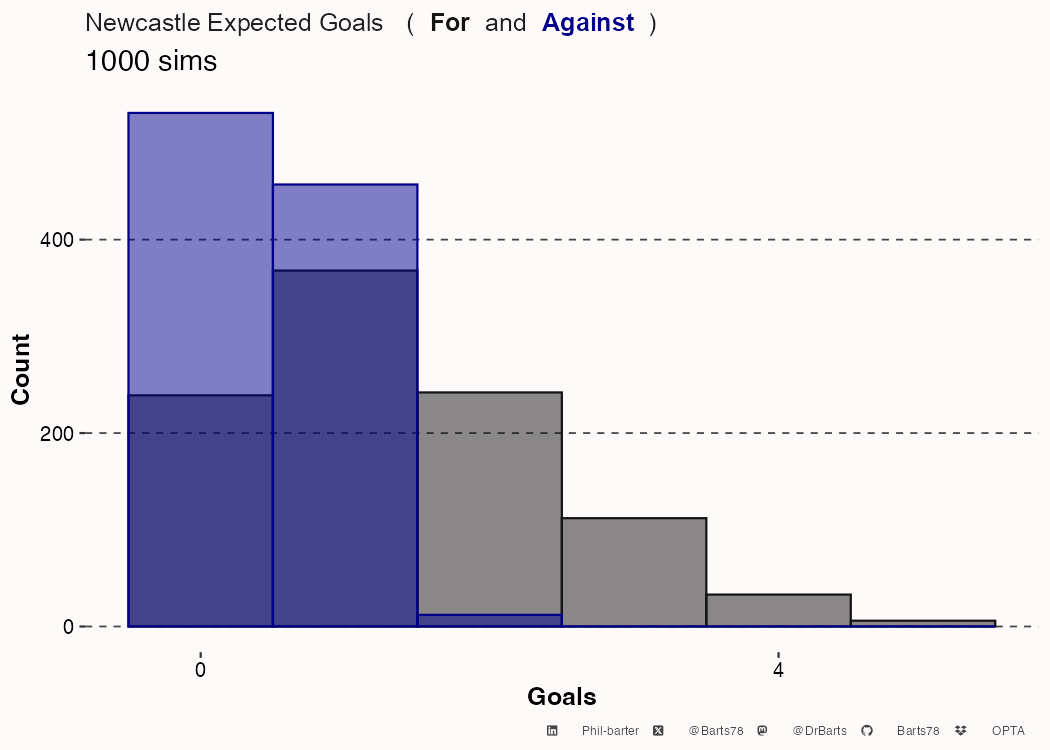 Newcastle Expected Goals ( For and Against )
1000 sims
Count
400
200
0
0 4
Goals
Phil-barter @Barts78 @DrBarts Barts78 OPTA